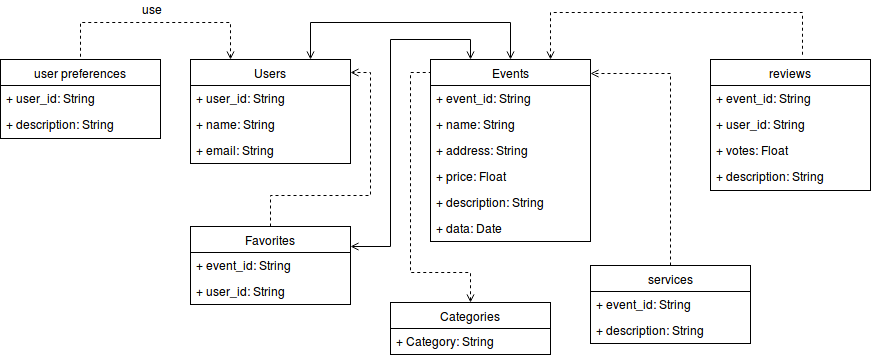 use
user preferences
+ user_id: String
+ description: String
Users
+ user_id: String
+ name: String
+ email: String
Events
+ event_id: String
+ name: String
+ address: String
+ price: Float
+ description: String
+ data: Date
reviews
+ event_id: String
+ user_id: String
+ votes: Float
+ description: String
Favorites
+ event_id: String
+ user_id: String
Categories
+ Category: String
services
+ event_id: String
+ description: String